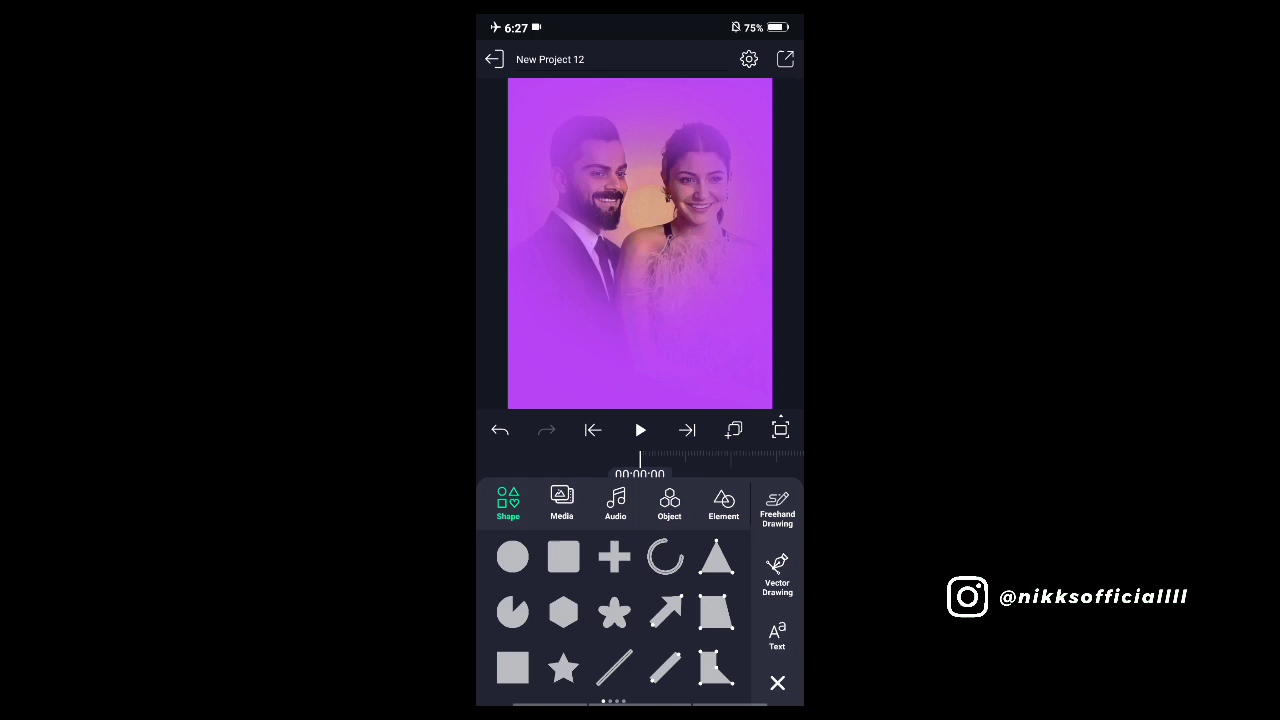 6:27
75%
New Project 12
00:00:00
Shape
Media
Audio
Object
Element
Freehand
Drawing
Vector
Drawing
Aa
Text
@nikksofficiallll